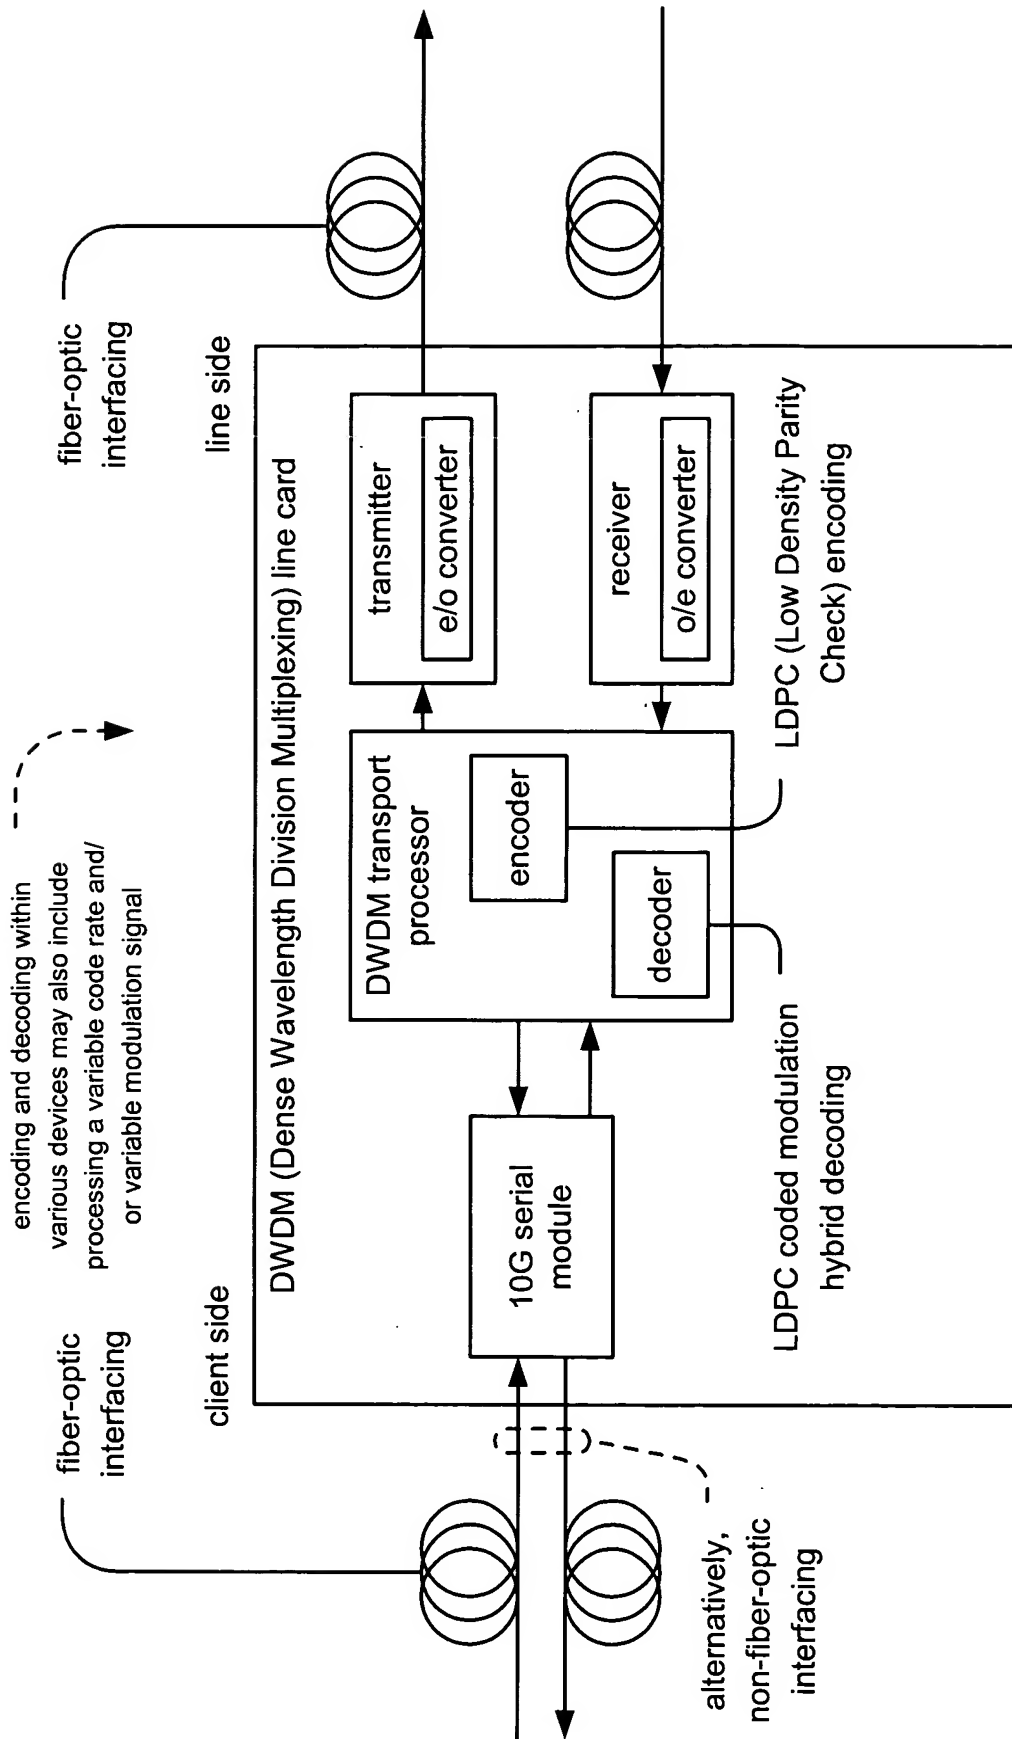 encoding and decoding within
various devices may also include
processing a variable code rate and/
or variable modulation signal
fiber-optic
interfacing
client side
fiber-optic
interfacing
line side
DWDM (Dense Wavelength Division Multiplexing) line card
10G serial
module
DWDM transport
processor
encoder
decoder
transmitter
e/o converter
receiver
o/e converter
alternatively,
non-fiber-optic
interfacing
LDPC coded modulation
hybrid decoding
LDPC (Low Density Parity
Check) encoding